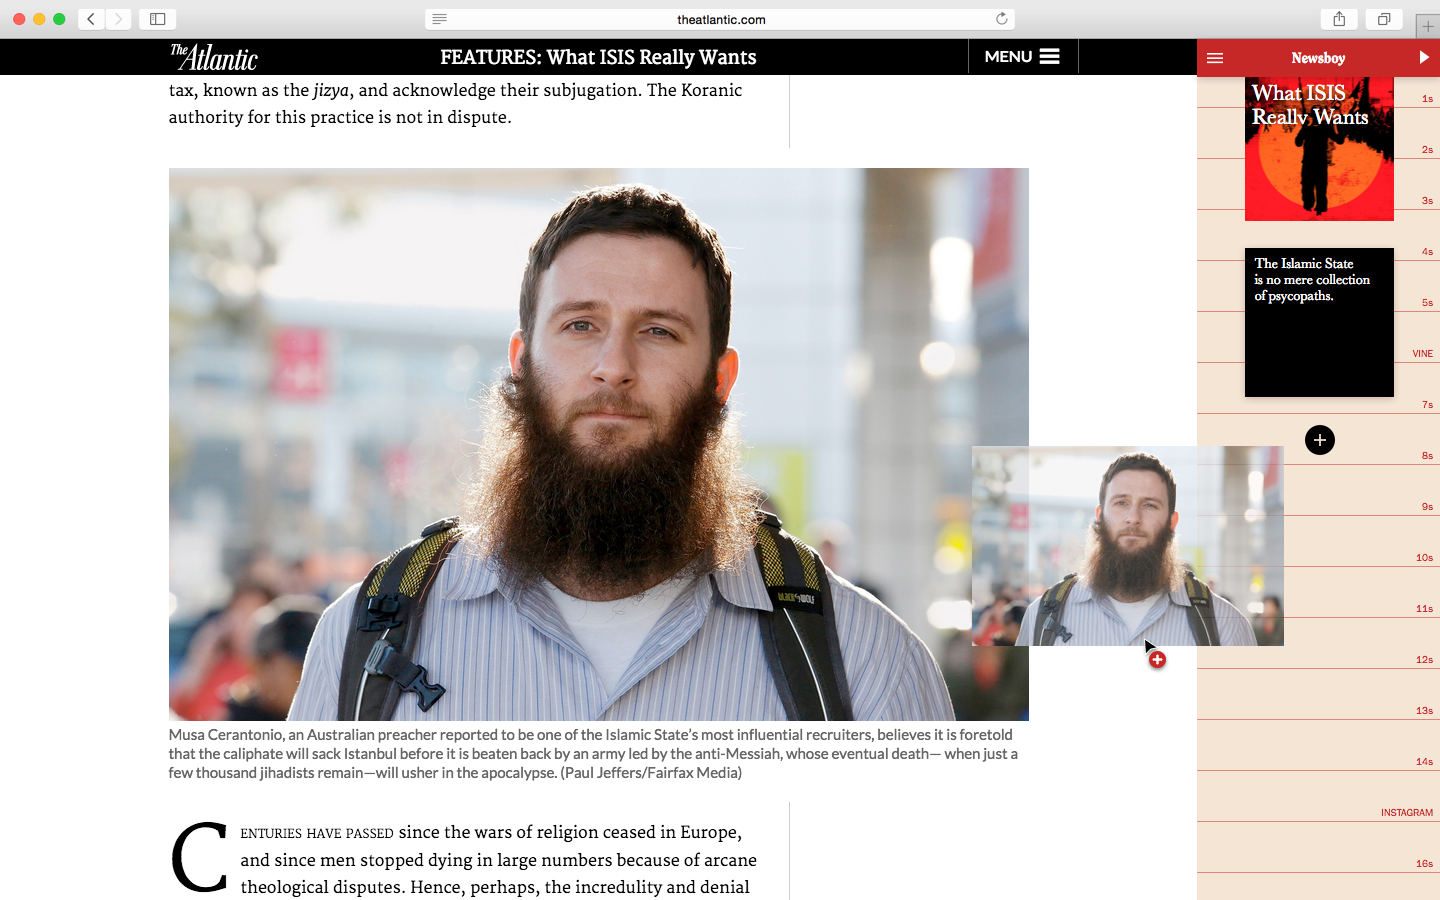 theatlantic.com
The Atlantic
FEATURES: What ISIS Really Wants
MENU
Newsboy
tax, known as the jizya, and acknowledge their subjugation. The Koranic
authority for this practice is not in dispute.
Musa Cerantonio, an Australian preacher reported to be one of the Islamic State's most influential recruiters, believes it is foretold
that the caliphate will sack Istanbul before it is beaten back by an army led by the anti-Messiah, whose eventual death— when just a
few thousand jihadists remain—will usher in the apocalypse. (Paul Jeffers/Fairfax Media)
CENTURIES HAVE PASSED since the wars of religion ceased in Europe,
and since men stopped dying in large numbers because of arcane
theological disputes. Hence, perhaps, the incredulity and denial
What ISIS
Really Wants
The Islamic State
is no mere collection
of psycopaths.
1s
2s
3s
4s
5s
VINE
7s
8s
9s
10s
11s
12s
13s
14s
INSTAGRAM
16s